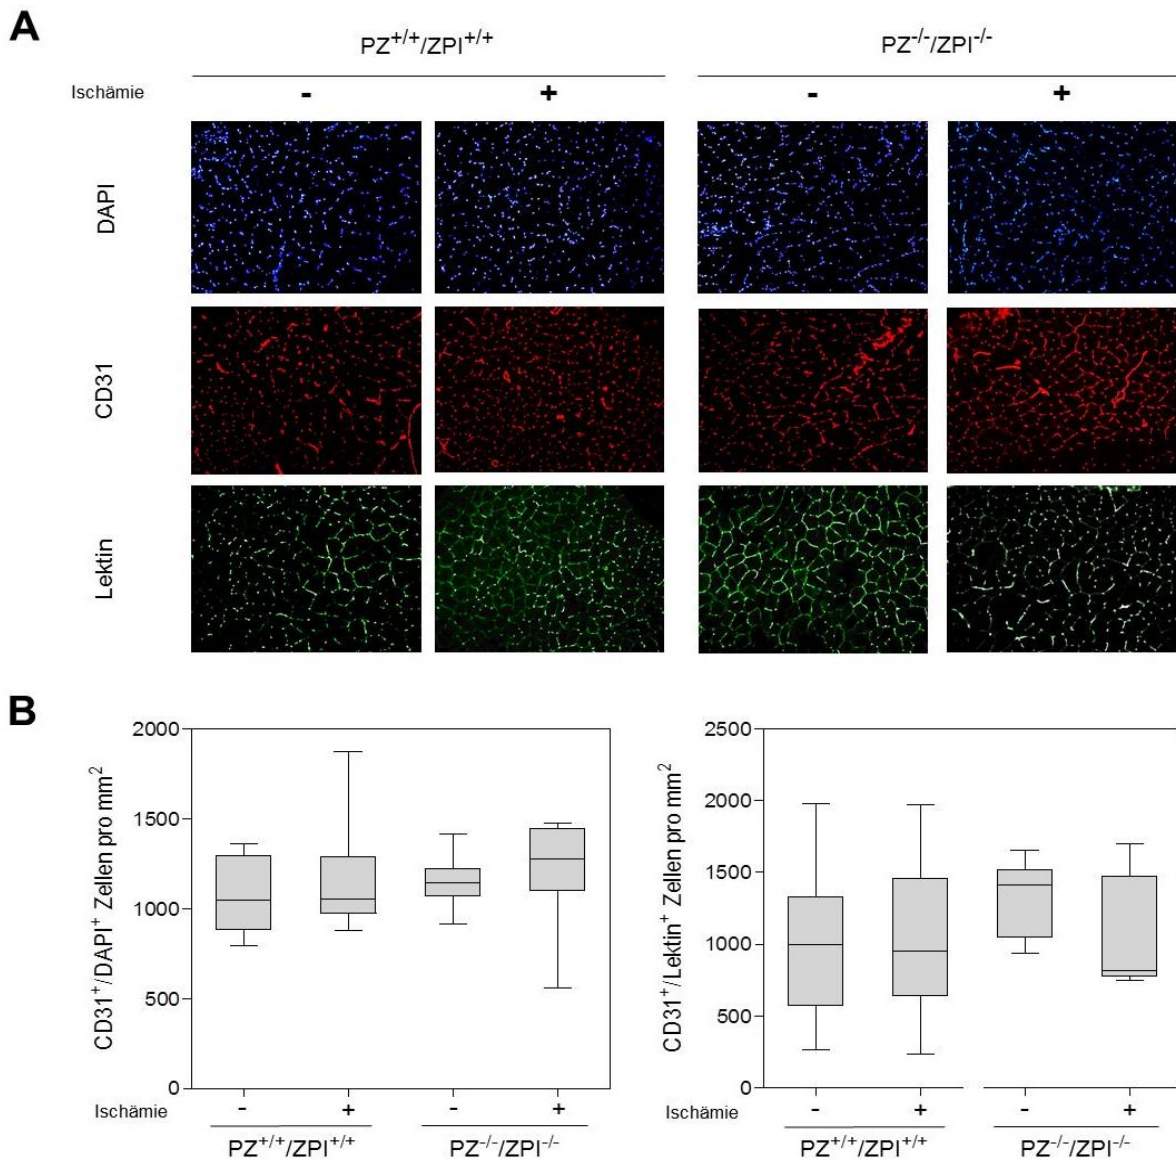 A
PZ+/+/ZPI+/+ PZ-/-/ZPI-/-
Ischämie - + - +
DAPI
CD31
Lektin
B
CD31+/DAPI+ Zellen pro mm2
2000
1500
1000
500
0
Ischämie - + - +
PZ+/+/ZPI+/+ PZ-/-/ZPI-/-
CD31+/Lektin+ Zellen pro mm2
2500
2000
1500
1000
500
0
Ischämie - + - +
PZ+/+/ZPI+/+ PZ-/-/ZPI-/-